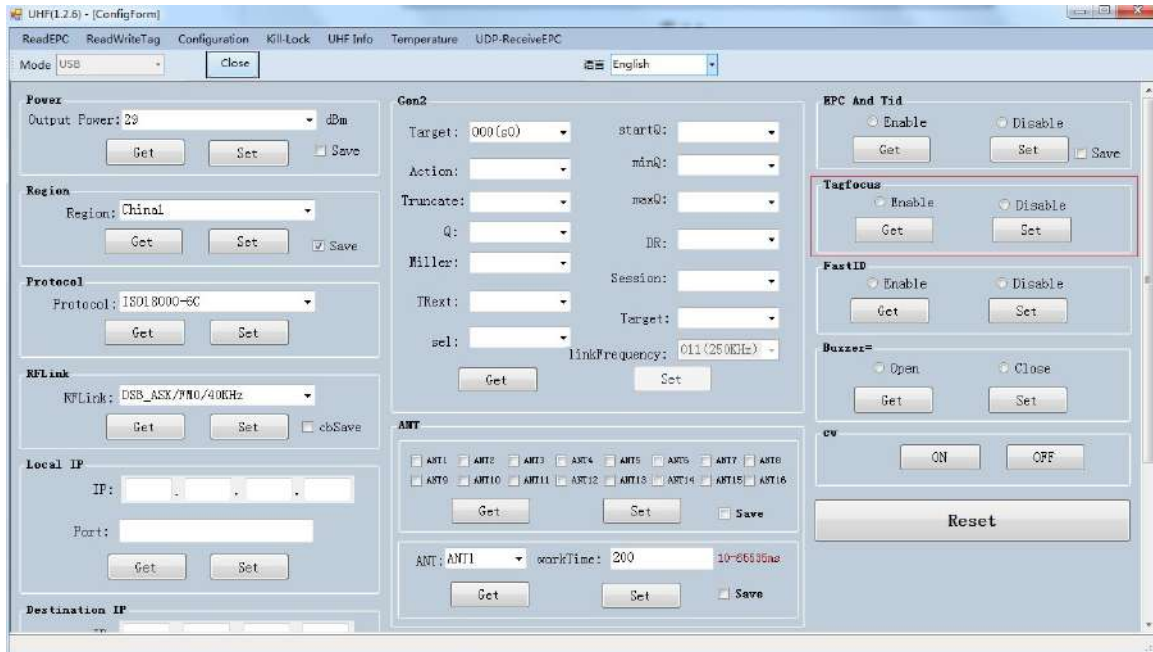 UHF(1.2.6) - [ConfigForm]
ReadEPC ReadWriteTag Configuration Kill-Lock UHF Info Temperature UDP-ReceiveEPC
Mode USB Close 语言 English
Power
Output Power: 29 dBm
Get Set Save
Region
Region: China1
Get Set Save
Protocol
Protocol: ISO18000-6C
Get Set
RFLink
RFLink: DSB_ASK/FM0/40KHz
Get Set cbSave
Local IP
IP: . . .
Port:
Get Set
Destination IP
Gen2
Target: 000(s0) startQ:
Action: minQ:
Truncate: maxQ:
Q: DR:
Miller: Session:
TRext: Target:
sel: linkFrequency: 011(250KHz)
Get Set
ANT
ANT1 ANT2 ANT3 ANT4 ANT5 ANT6 ANT7 ANT8
ANT9 ANT10 ANT11 ANT12 ANT13 ANT14 ANT15 ANT16
Get Set Save
ANT: ANT1 workTime: 200 10-65535ms
Get Set Save
EPC And Tid
Enable Disable
Get Set Save
Tagfocus
Enable Disable
Get Set
FastID
Enable Disable
Get Set
Buzzer=
Open Close
Get Set
cw
ON OFF
Reset